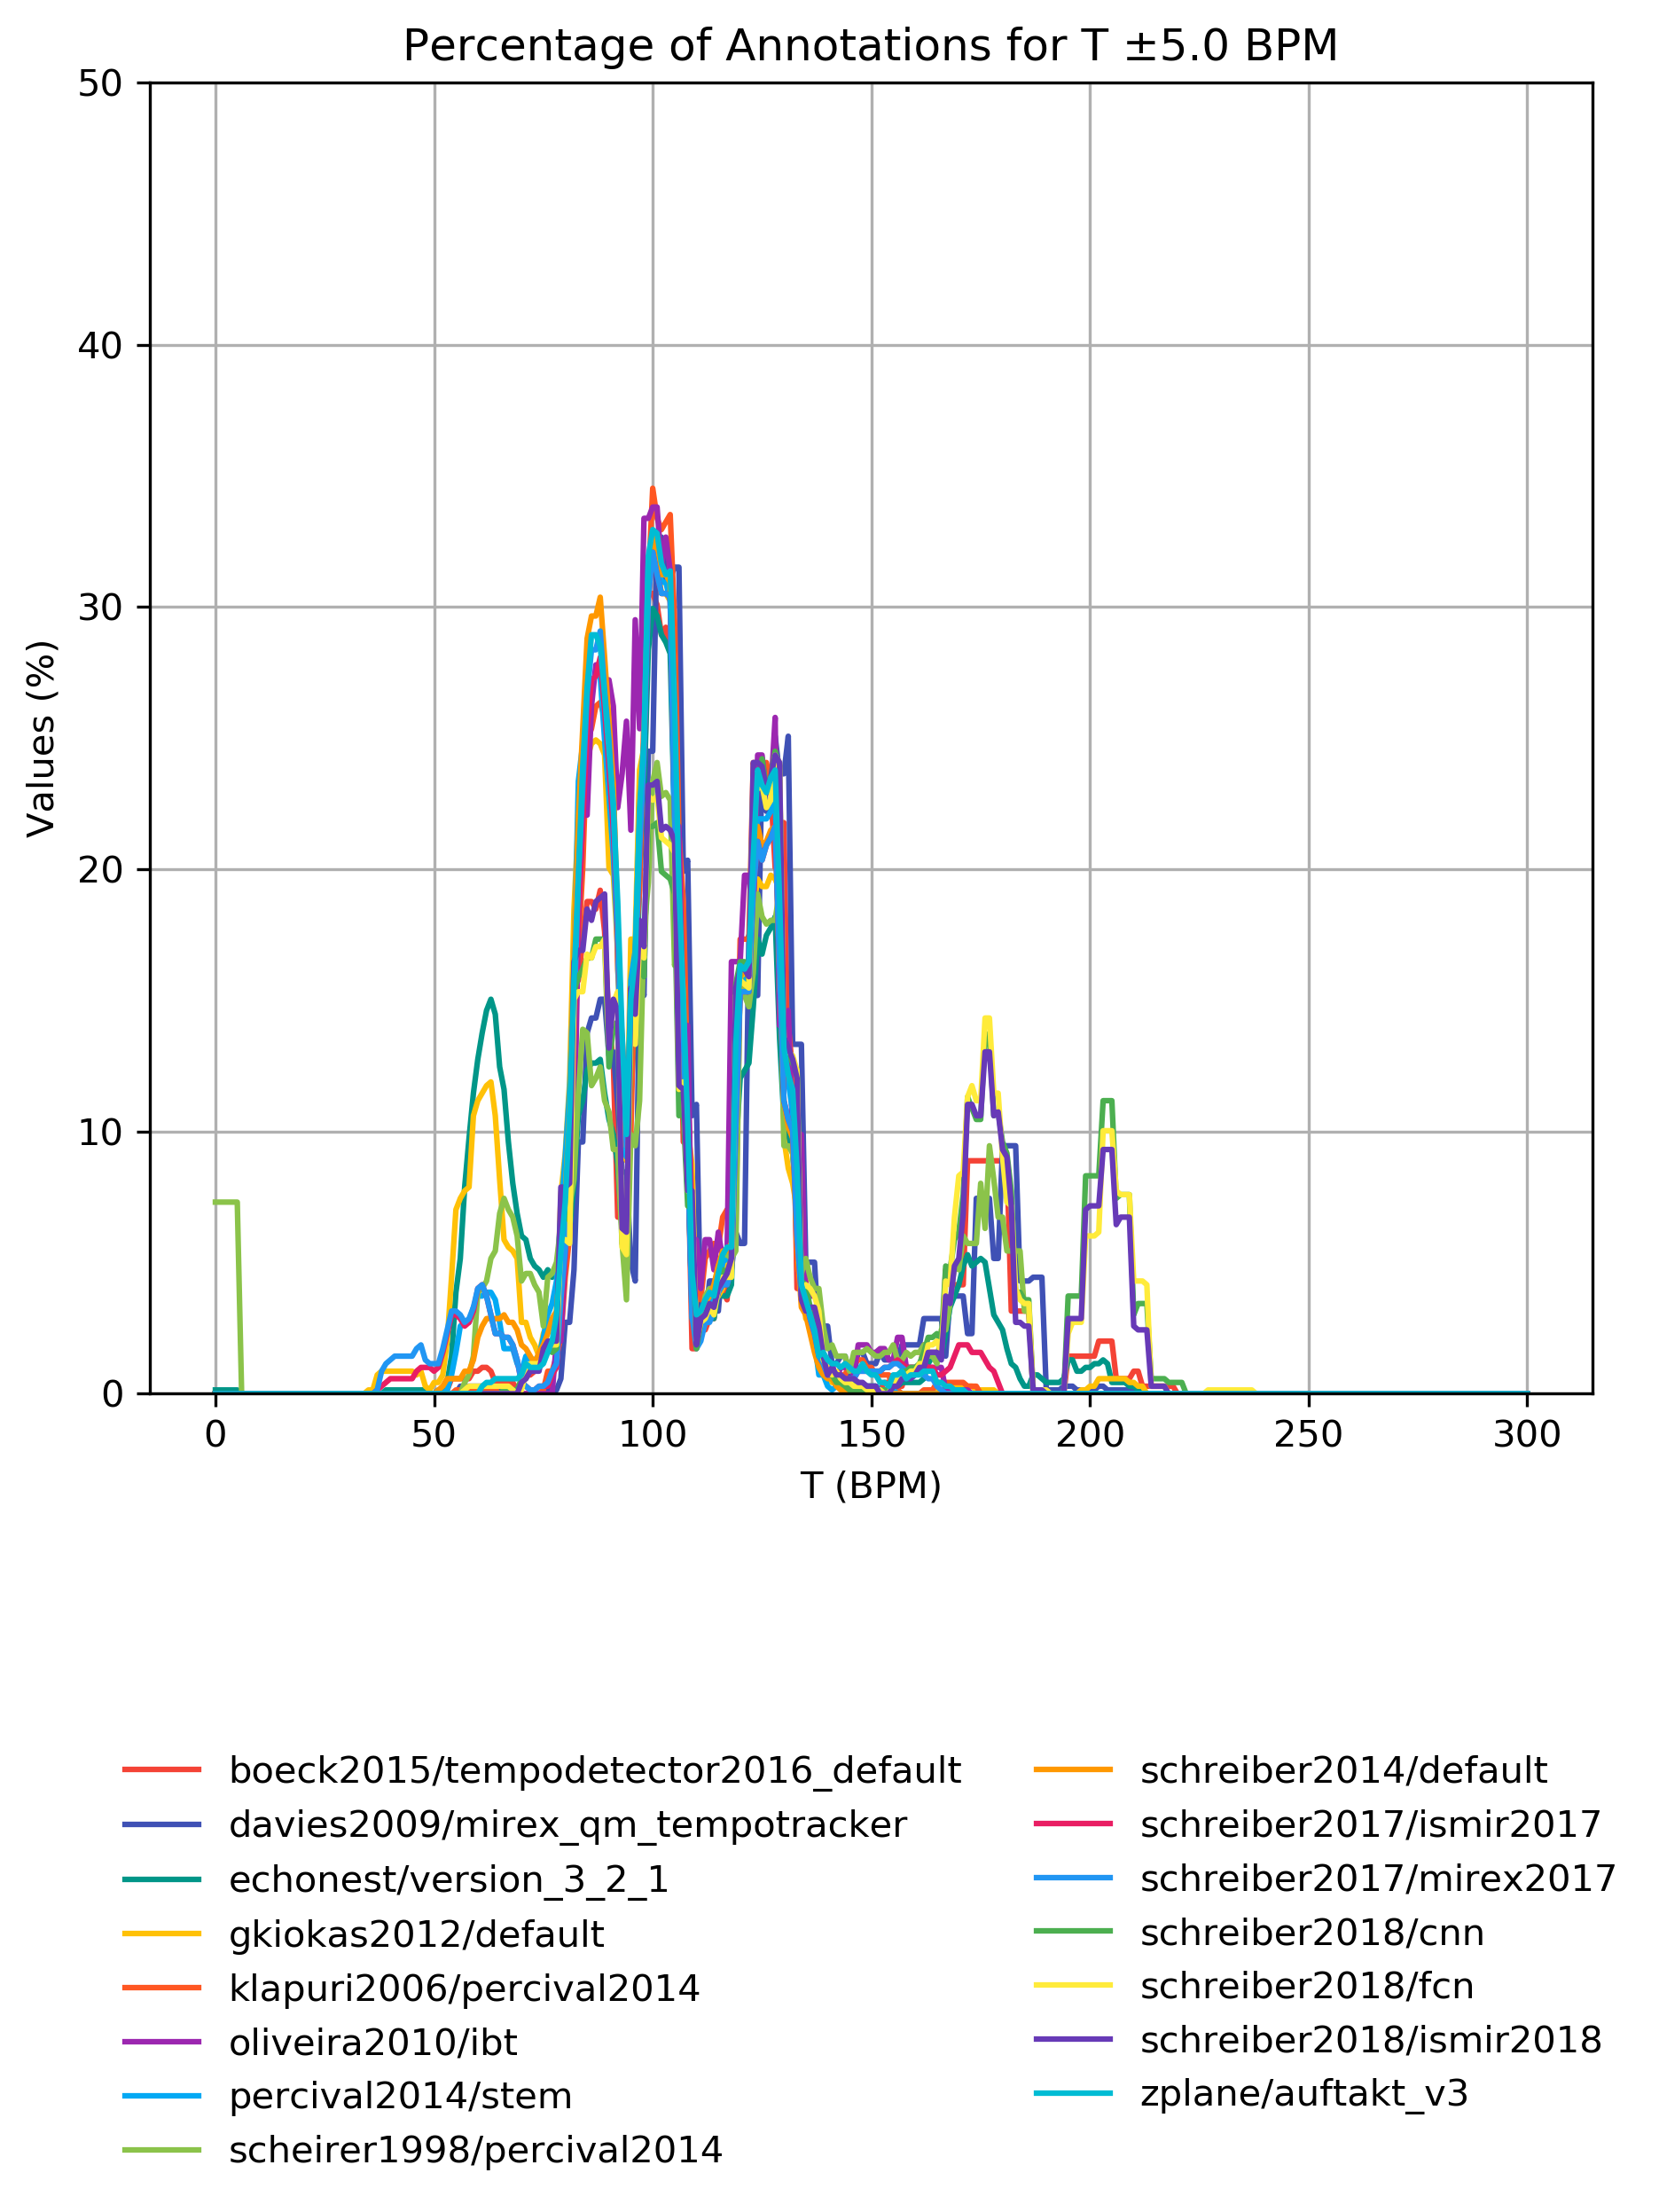 Percentage of Annotations for T ±5.0 BPM
50
40
30
20
10
0
Values (%)
0 50 100 150 200 250 300
T (BPM)
boeck2015/tempodetector2016_default
davies2009/mirex_qm_tempotracker
echonest/version_3_2_1
gkiokas2012/default
klapuri2006/percival2014
oliveira2010/ibt
percival2014/stem
scheirer1998/percival2014
schreiber2014/default
schreiber2017/ismir2017
schreiber2017/mirex2017
schreiber2018/cnn
schreiber2018/fcn
schreiber2018/ismir2018
zplane/auftakt_v3